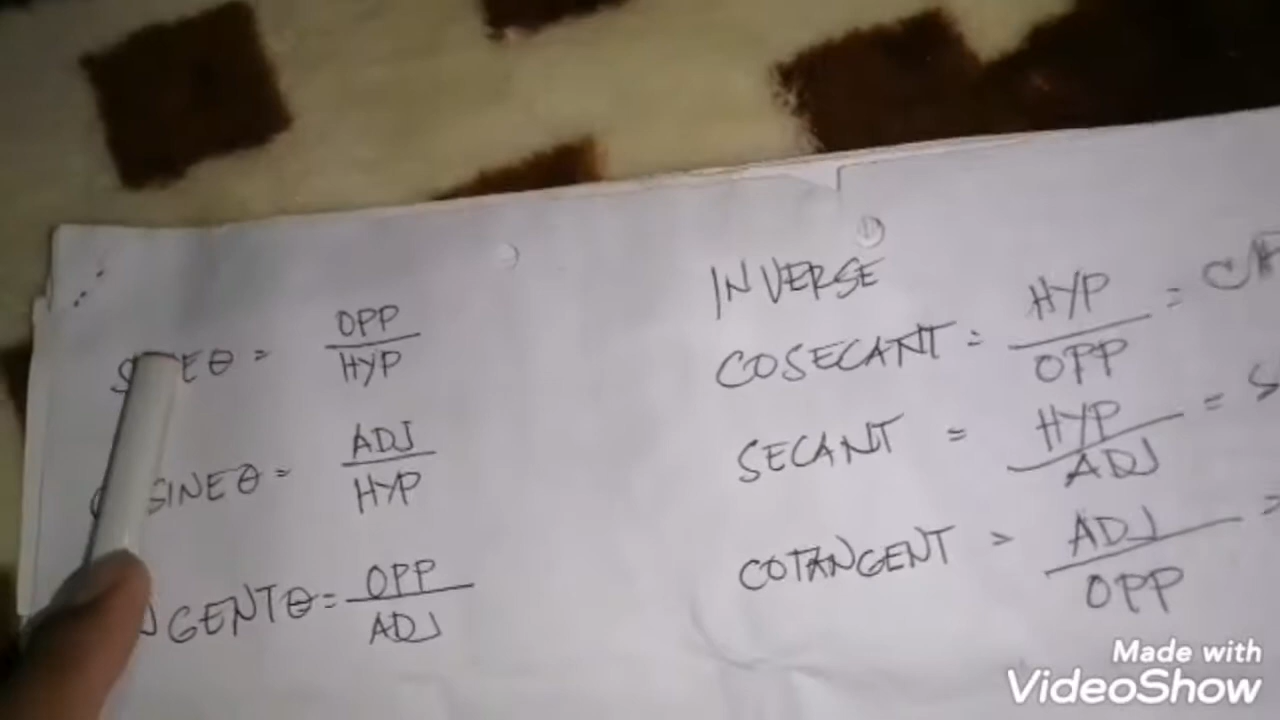 SINEθ = OPP/HYP
COSINEθ = ADJ/HYP
GENTθ = OPP/ADJ
INVERSE
COSECANT = HYP/OPP =
SECANT = HYP/ADJ = S
COTANGENT = ADJ/OPP =
Made with
VideoShow